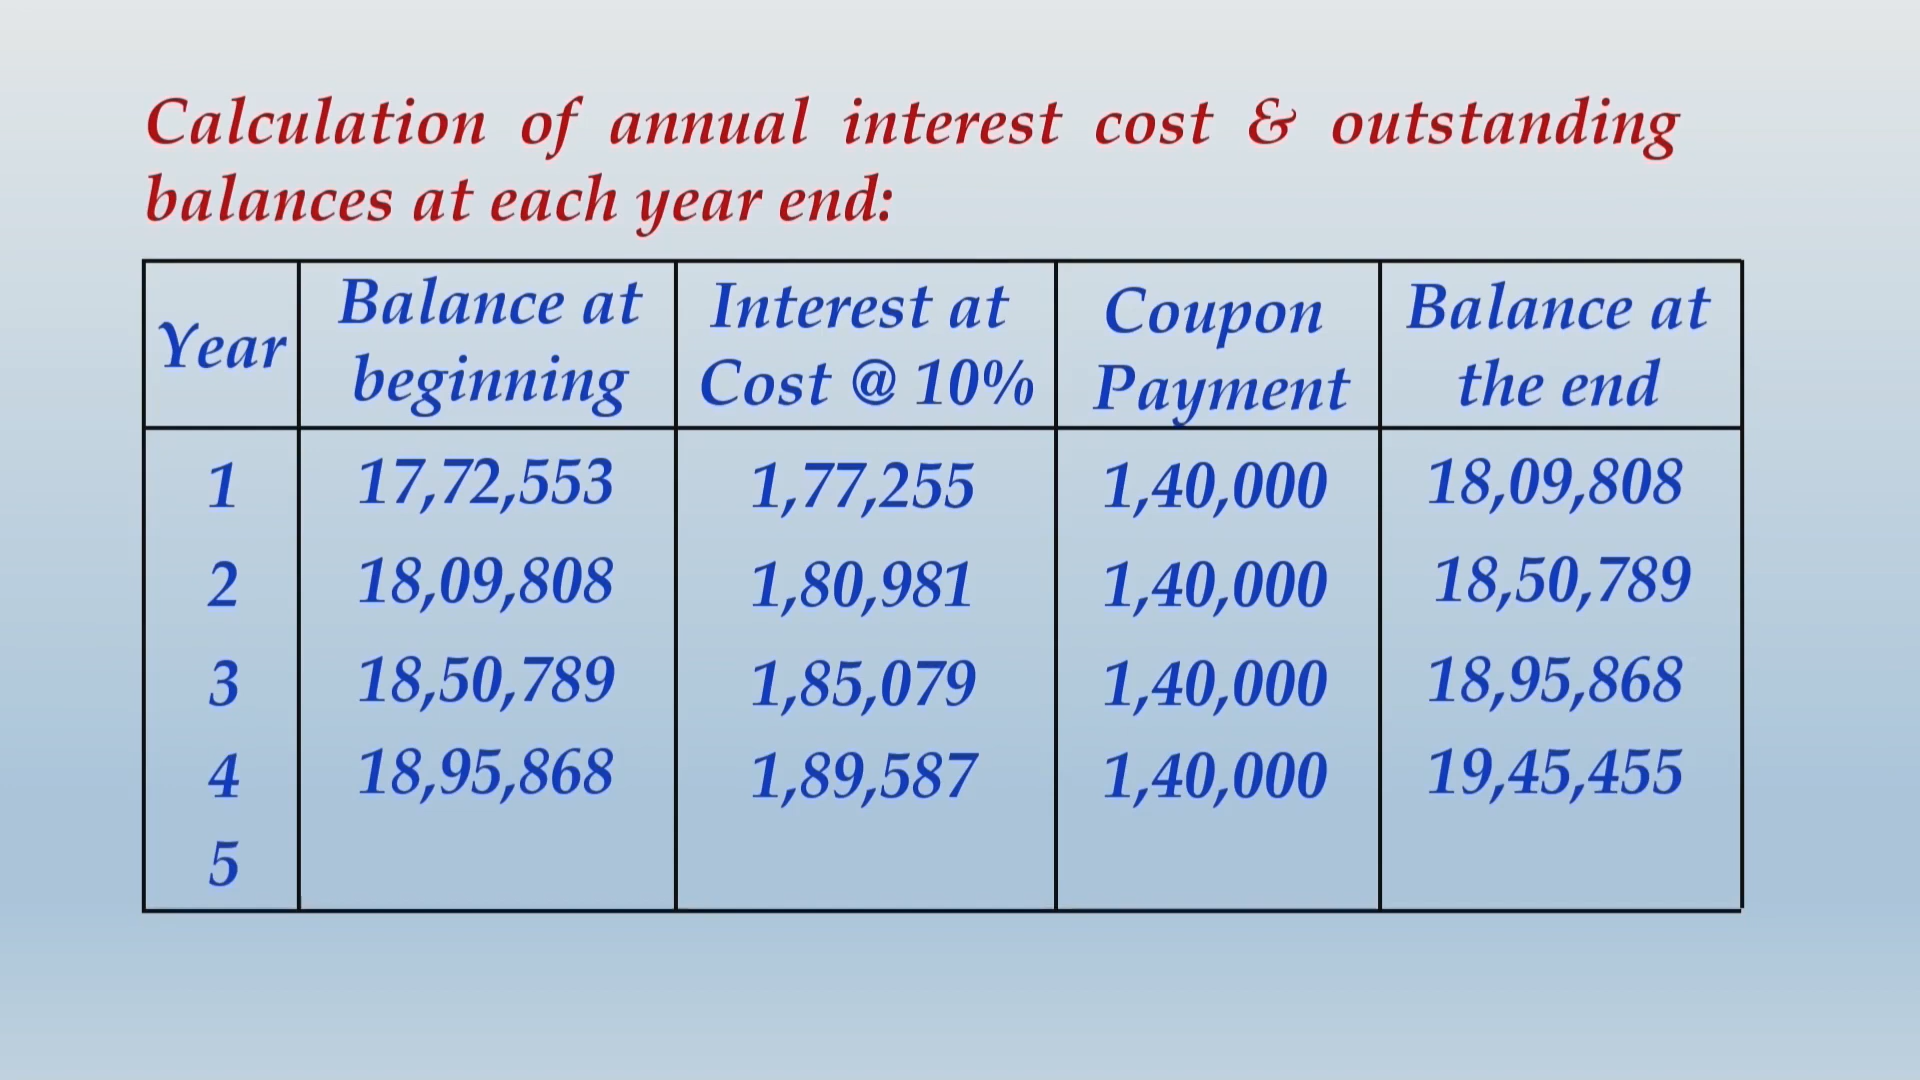 Calculation of annual interest cost & outstanding
balances at each year end:
Year
Balance at
beginning
Interest at
Cost @ 10%
Coupon
Payment
Balance at
the end
1 17,72,553 1,77,255 1,40,000 18,09,808
2 18,09,808 1,80,981 1,40,000 18,50,789
3 18,50,789 1,85,079 1,40,000 18,95,868
4 18,95,868 1,89,587 1,40,000 19,45,455
5